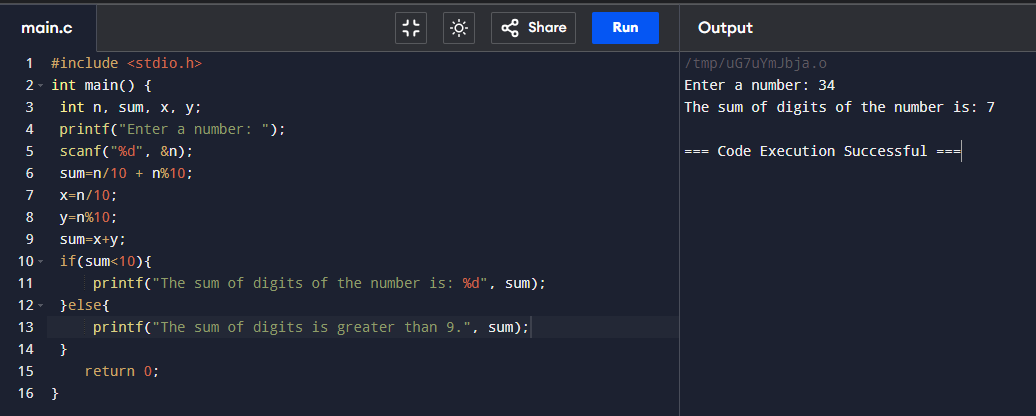 main.c
Share
Run
Output
1 #include <stdio.h>
2 int main() {
3 int n, sum, x, y;
4 printf("Enter a number: ");
5 scanf("%d", &n);
6 sum=n/10 + n%10;
7 x=n/10;
8 y=n%10;
9 sum=x+y;
10 if(sum<10){
11 printf("The sum of digits of the number is: %d", sum);
12 }else{
13 printf("The sum of digits is greater than 9.", sum);
14 }
15 return 0;
16 }
/tmp/uG7uYmJbja.o
Enter a number: 34
The sum of digits of the number is: 7
=== Code Execution Successful ===